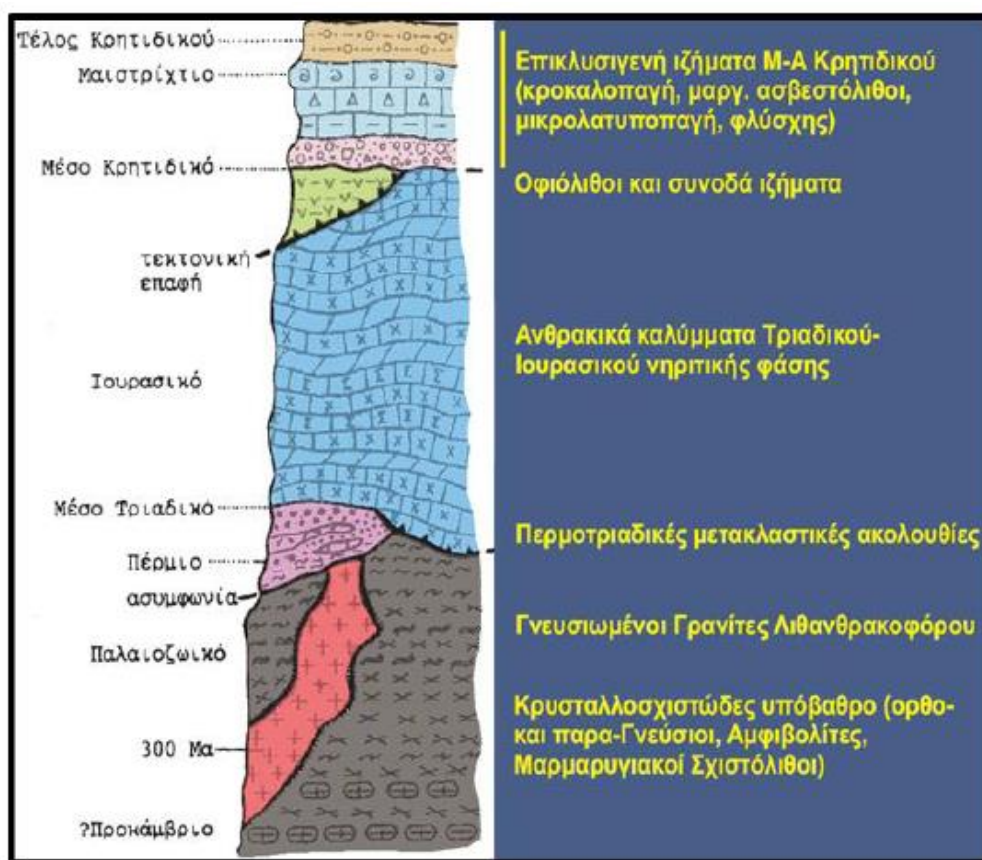 Τέλος Κρητιδικού
Μαιστρίχτιο
Μέσο Κρητιδικό
τεκτονική
επαφή
Ιουρασικό
Μέσο Τριαδικό
Πέρμιο
ασυμφωνία
Παλαιοζωικό
300 Μα
?Προκάμβριο
Επικλυσιγενή ιζήματα Μ-Α Κρητιδικού
(κροκαλοπαγή, μαργ. ασβεστόλιθοι,
μικρολατυποπαγή, φλύσχης)
Οφιόλιθοι και συνοδά ιζήματα
Ανθρακικά καλύμματα Τριαδικού-
Ιουρασικού νηριτικής φάσης
Περμοτριαδικές μετακλαστικές ακολουθίες
Γνευσιωμένοι Γρανίτες Λιθανθρακοφόρου
Κρυσταλλοσχιστώδες υπόβαθρο (ορθο-
και παρα-Γνεύσιοι, Αμφιβολίτες,
Μαρμαρυγιακοί Σχιστόλιθοι)